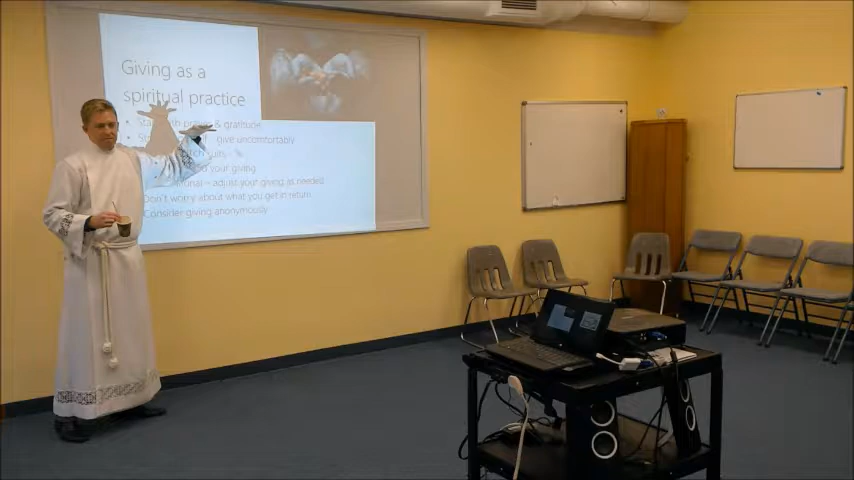 Giving as a
spiritual practice
& gratitude
give uncomfortably
your giving
adjust your giving as needed
Don't worry about what you get in return
Consider giving anonymously